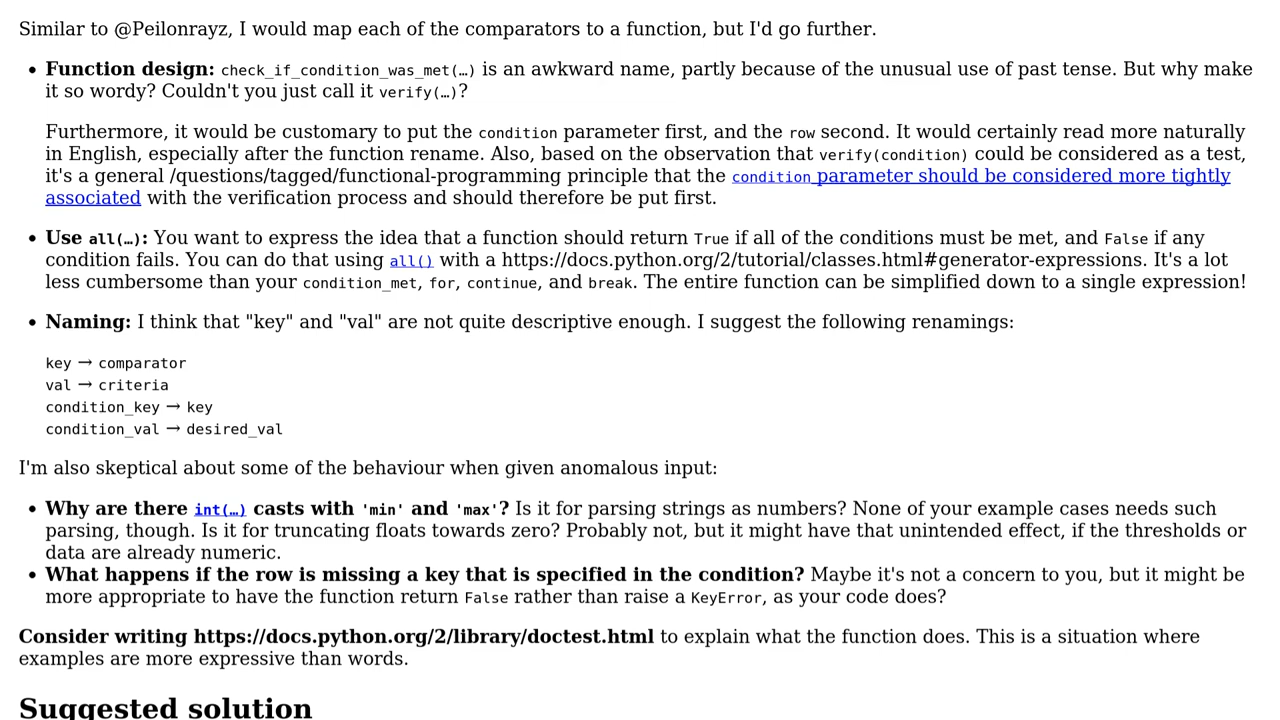 Similar to @Peilonrayz, I would map each of the comparators to a function, but I'd go further.
• Function design: check_if_condition_was_met(…) is an awkward name, partly because of the unusual use of past tense. But why make
it so wordy? Couldn't you just call it verify(…)?
Furthermore, it would be customary to put the condition parameter first, and the row second. It would certainly read more naturally
in English, especially after the function rename. Also, based on the observation that verify(condition) could be considered as a test,
it's a general /questions/tagged/functional-programming principle that the condition parameter should be considered more tightly
associated with the verification process and should therefore be put first.
• Use all(…): You want to express the idea that a function should return True if all of the conditions must be met, and False if any
condition fails. You can do that using all() with a https://docs.python.org/2/tutorial/classes.html#generator-expressions. It's a lot
less cumbersome than your condition_met, for, continue, and break. The entire function can be simplified down to a single expression!
• Naming: I think that "key" and "val" are not quite descriptive enough. I suggest the following renamings:
key → comparator
val → criteria
condition_key → key
condition_val → desired_val
I'm also skeptical about some of the behaviour when given anomalous input:
• Why are there int(…) casts with 'min' and 'max'? Is it for parsing strings as numbers? None of your example cases needs such
parsing, though. Is it for truncating floats towards zero? Probably not, but it might have that unintended effect, if the thresholds or
data are already numeric.
• What happens if the row is missing a key that is specified in the condition? Maybe it's not a concern to you, but it might be
more appropriate to have the function return False rather than raise a KeyError, as your code does?
Consider writing https://docs.python.org/2/library/doctest.html to explain what the function does. This is a situation where
examples are more expressive than words.
Suggested solution